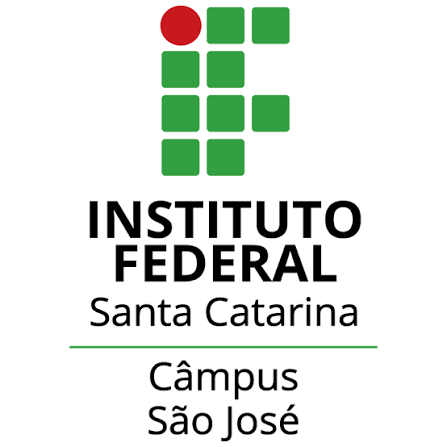 INSTITUTO
FEDERAL
Santa Catarina
Câmpus
São José